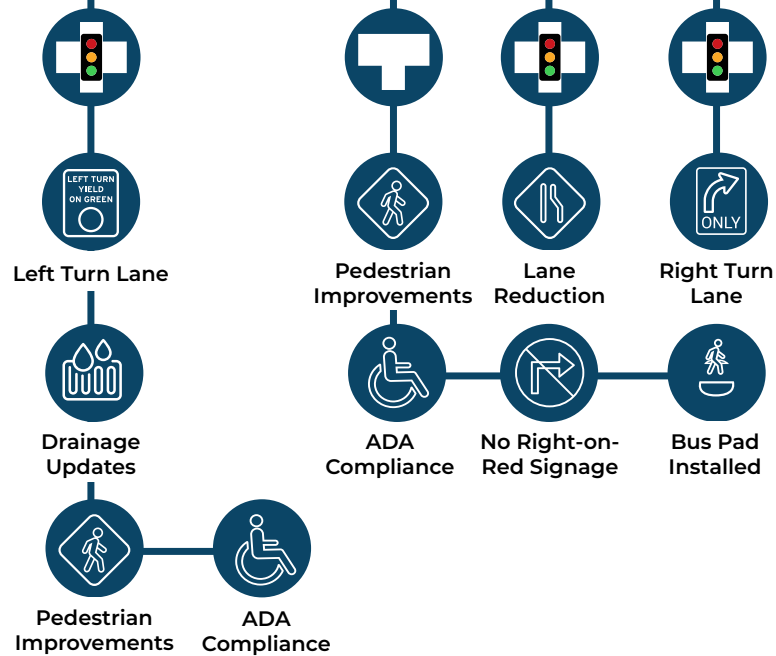 LEFT TURN
YIELD
ON GREEN
ONLY
Left Turn Lane
Pedestrian
Improvements
Lane
Reduction
Right Turn
Lane
Drainage
Updates
ADA
Compliance
No Right-on-
Red Signage
Bus Pad
Installed
Pedestrian
Improvements
ADA
Compliance